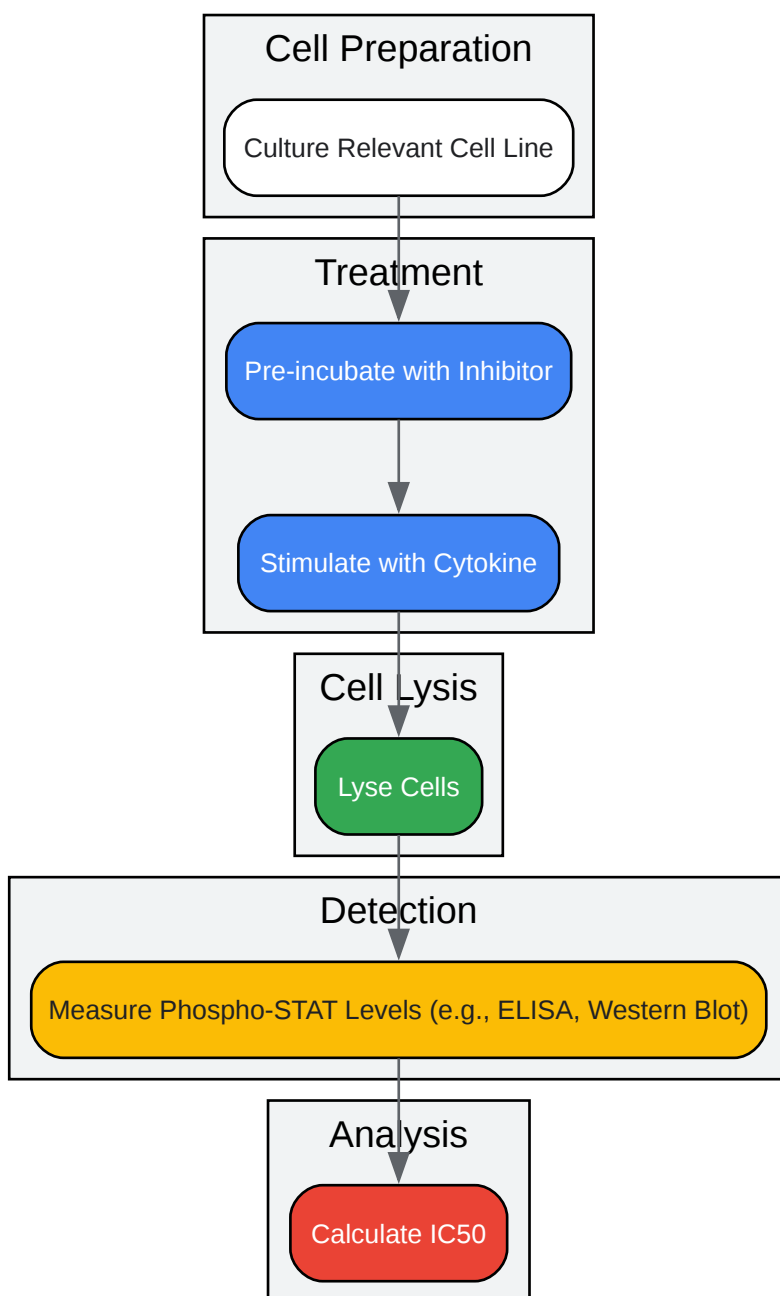 Cell Preparation
Culture Relevant Cell Line
Treatment
Pre-incubate with Inhibitor
Stimulate with Cytokine
Cell Lysis
Lyse Cells
Detection
Measure Phospho-STAT Levels (e.g., ELISA, Western Blot)
Analysis
Calculate IC50